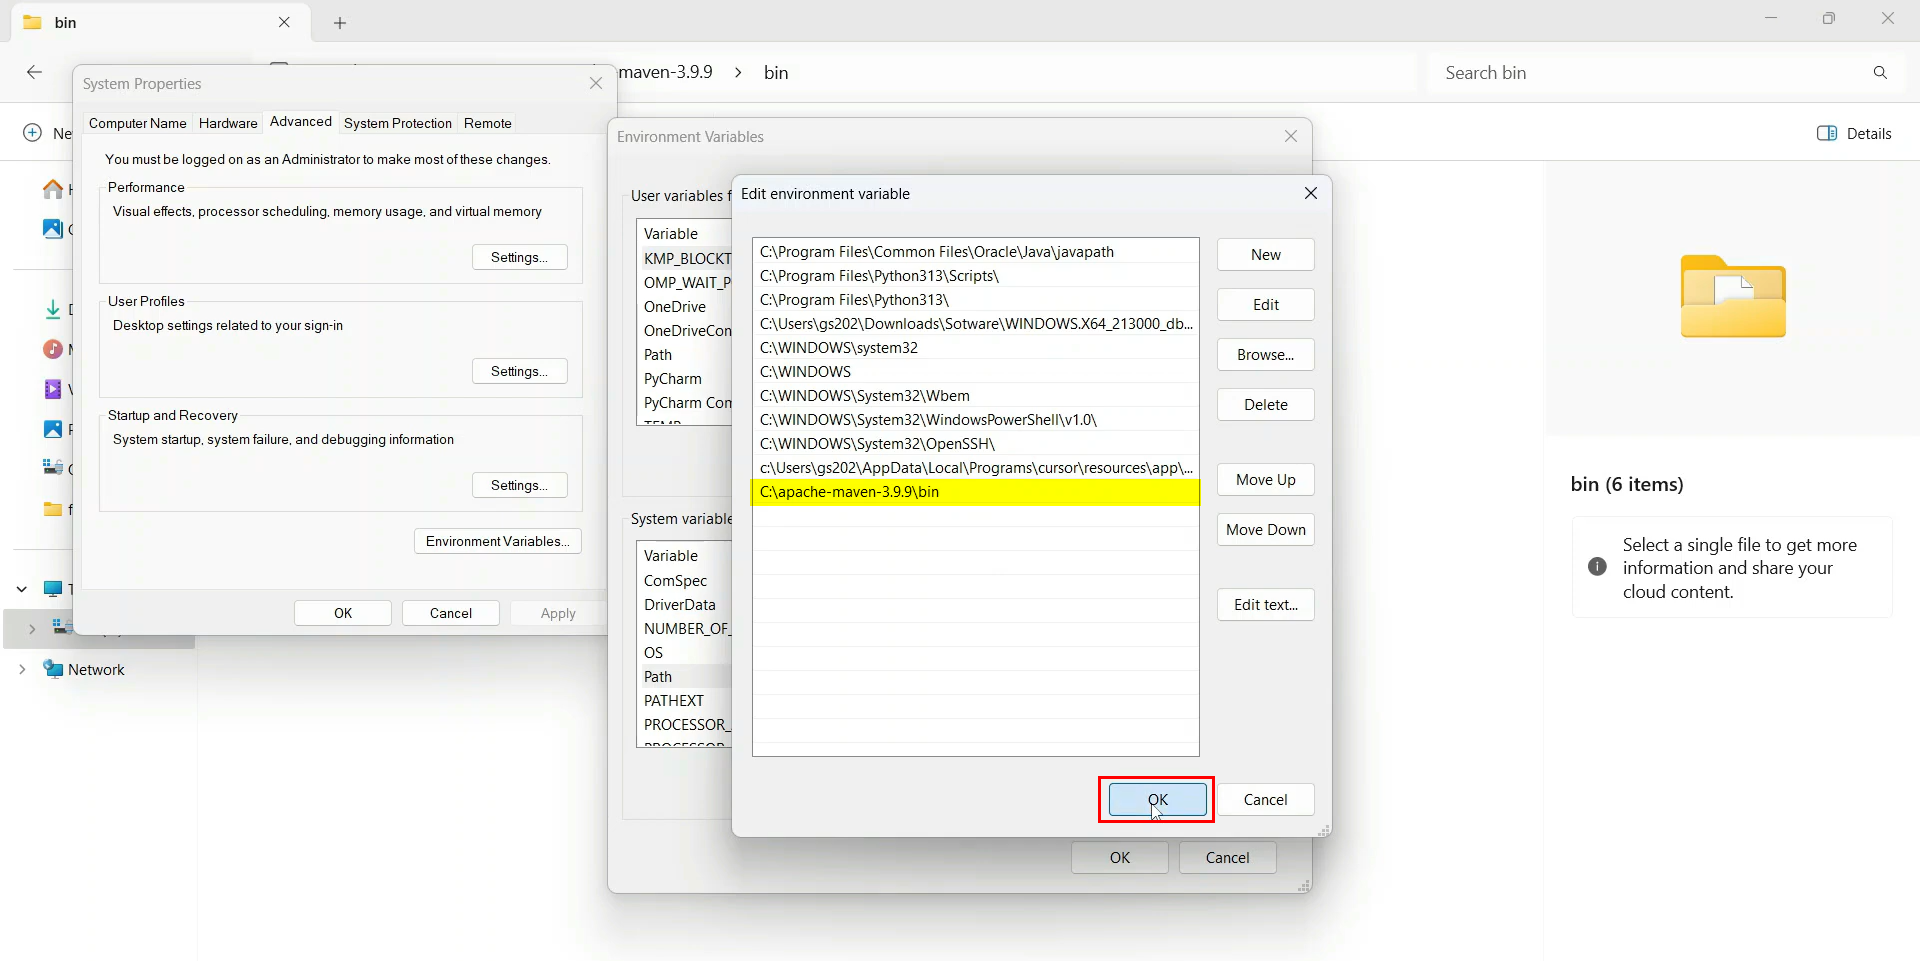 bin
maven-3.9.9 > bin
Search bin
Details
System Properties
Computer Name Hardware Advanced System Protection Remote
You must be logged on as an Administrator to make most of these changes.
Performance
Visual effects, processor scheduling, memory usage, and virtual memory
Settings...
User Profiles
Desktop settings related to your sign-in
Settings...
Startup and Recovery
System startup, system failure, and debugging information
Settings...
Environment Variables...
OK Cancel Apply
Network
Environment Variables
User variables f
Variable
KMP_BLOCKT
OMP_WAIT_P
OneDrive
OneDriveCon
Path
PyCharm
PyCharm Com
TEMP
System variable
Variable
ComSpec
DriverData
NUMBER_OF_
OS
Path
PATHEXT
PROCESSOR_
PROCESSOR
OK Cancel
Edit environment variable
C:\Program Files\Common Files\Oracle\Java\javapath
C:\Program Files\Python313\Scripts\
C:\Program Files\Python313\
C:\Users\gs202\Downloads\Sotware\WINDOWS.X64_213000_db...
C:\WINDOWS\system32
C:\WINDOWS
C:\WINDOWS\System32\Wbem
C:\WINDOWS\System32\WindowsPowerShell\v1.0\
C:\WINDOWS\System32\OpenSSH\
c:\Users\gs202\AppData\Local\Programs\cursor\resources\app\...
C:\apache-maven-3.9.9\bin
New
Edit
Browse...
Delete
Move Up
Move Down
Edit text...
OK Cancel
bin (6 items)
Select a single file to get more
information and share your
cloud content.